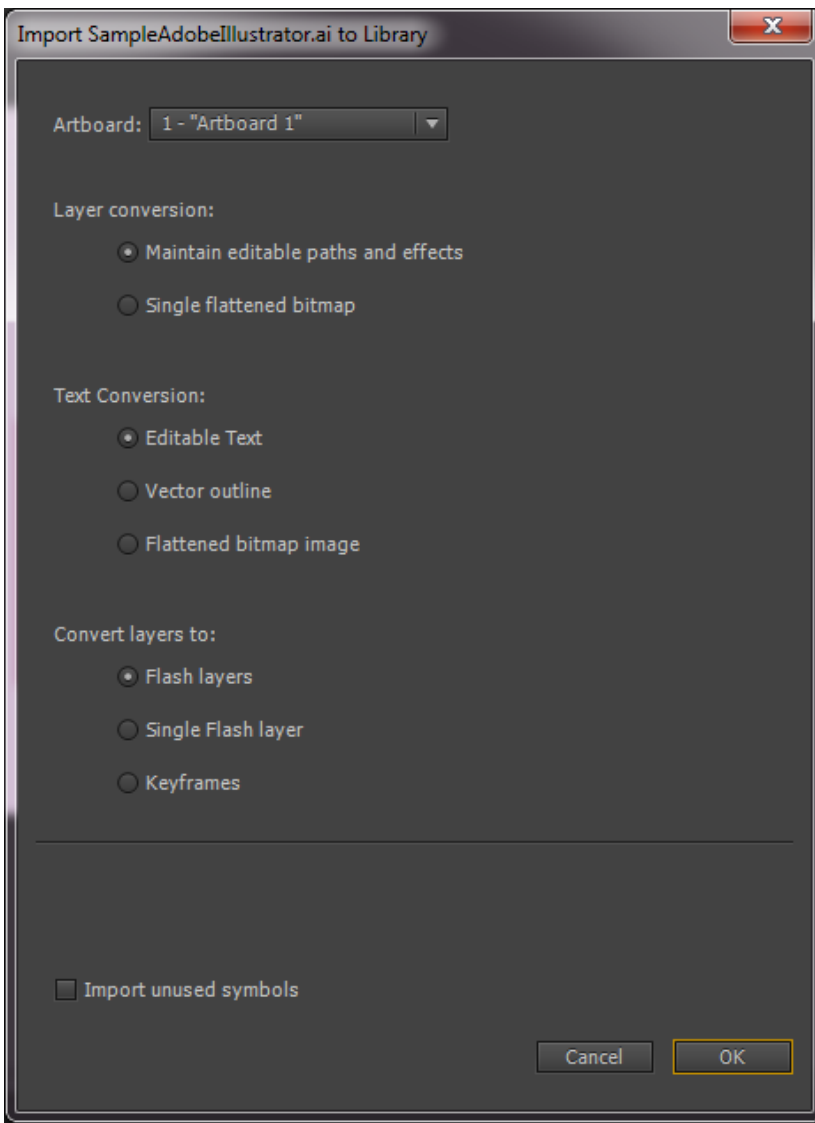 Import SampleAdobeIllustrator.ai to Library
Artboard: 1 - "Artboard 1"
Layer conversion:
Maintain editable paths and effects
Single flattened bitmap
Text Conversion:
Editable Text
Vector outline
Flattened bitmap image
Convert layers to:
Flash layers
Single Flash layer
Keyframes
Import unused symbols
Cancel OK